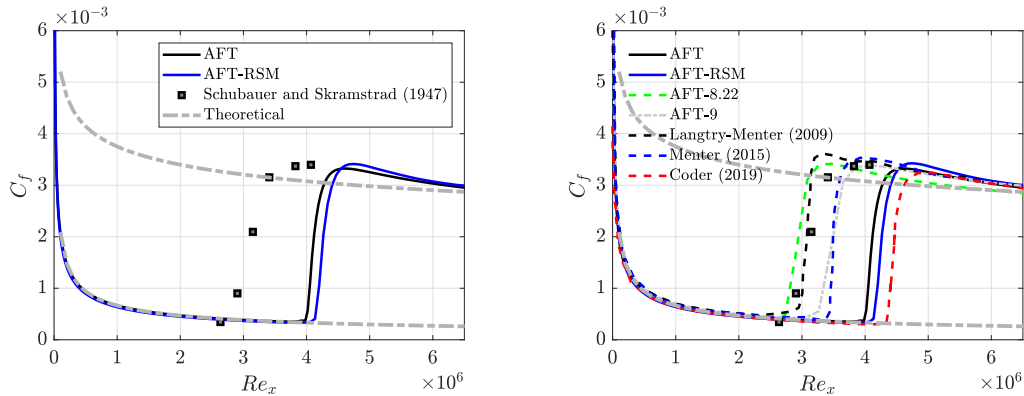 ×10⁻³
6
5
4
3
2
1
0
C_f
0 1 2 3 4 5 6
Re_x
×10⁶
AFT
AFT-RSM
Schubauer and Skramstrad (1947)
Theoretical
×10⁻³
6
5
4
3
2
1
0
C_f
0 1 2 3 4 5 6
Re_x
×10⁶
AFT
AFT-RSM
AFT-8.22
AFT-9
Langtry-Menter (2009)
Menter (2015)
Coder (2019)